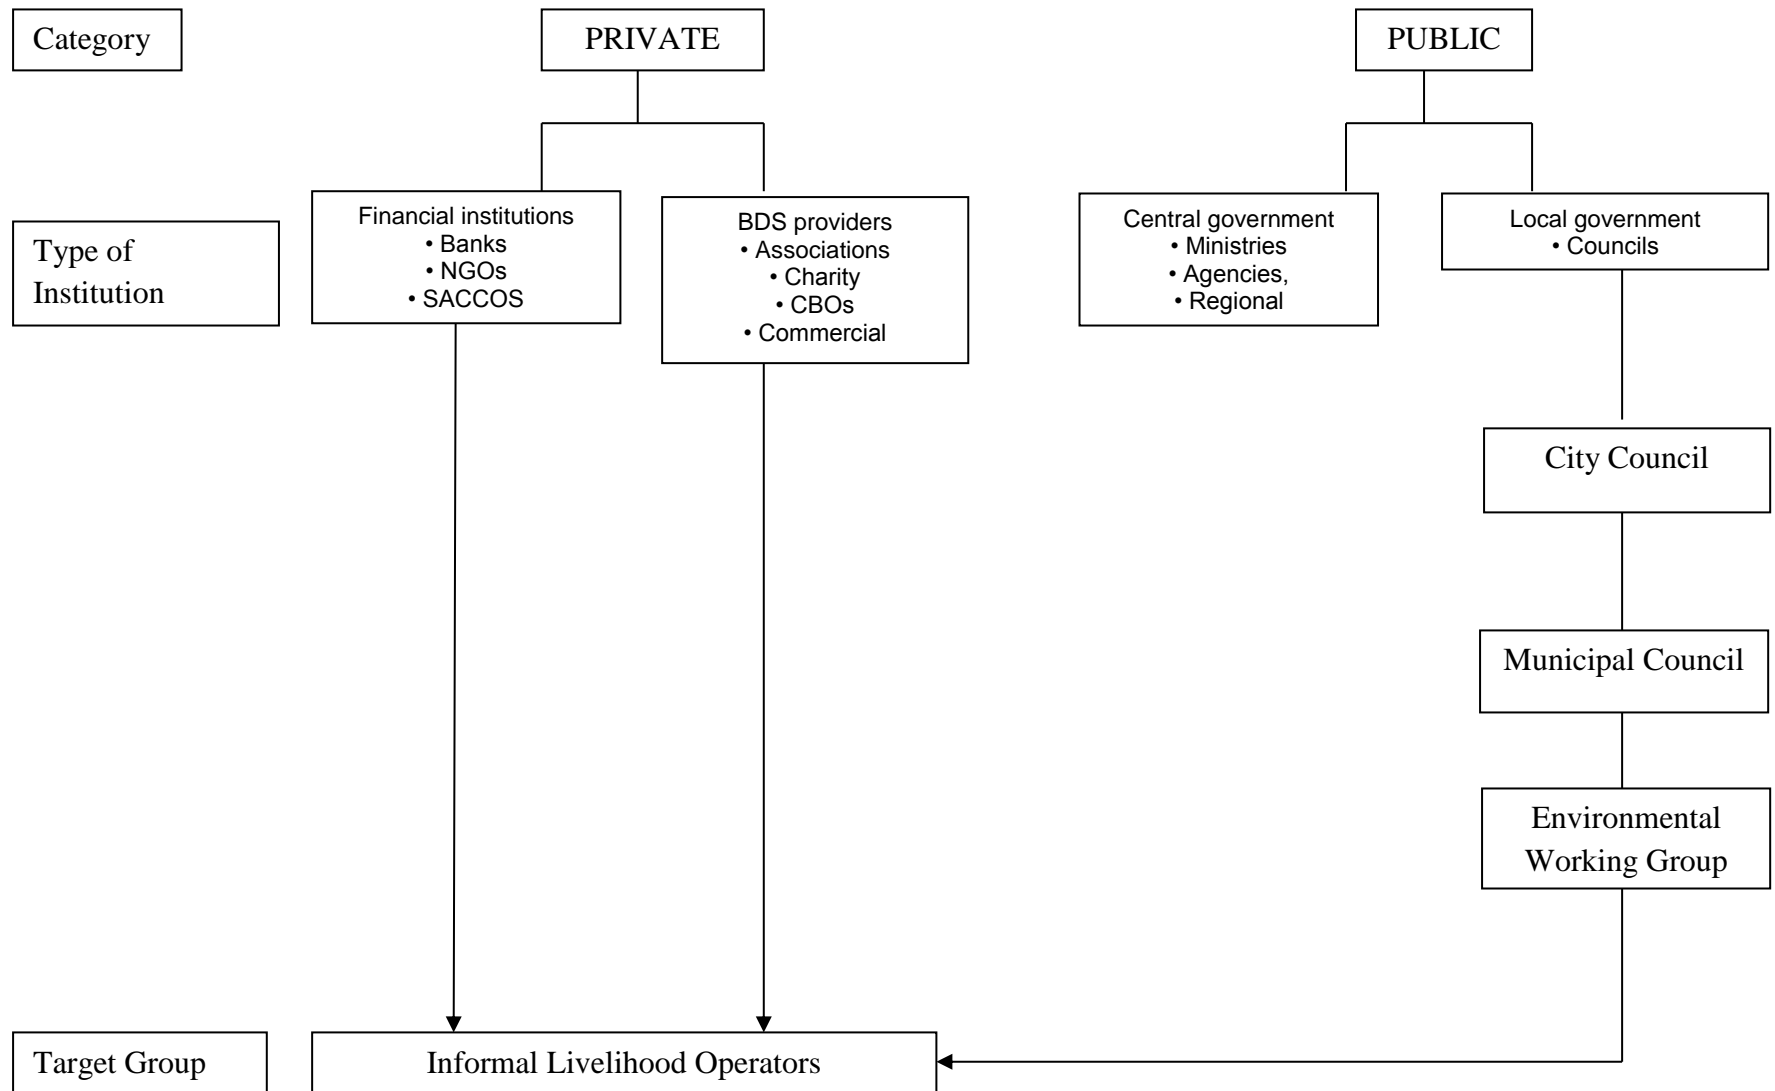 Category
PRIVATE
PUBLIC
Type of
Institution
Financial institutions
• Banks
• NGOs
• SACCOS
BDS providers
• Associations
• Charity
• CBOs
• Commercial
Central government
• Ministries
• Agencies,
• Regional
Local government
• Councils
City Council
Municipal Council
Environmental
Working Group
Target Group
Informal Livelihood Operators